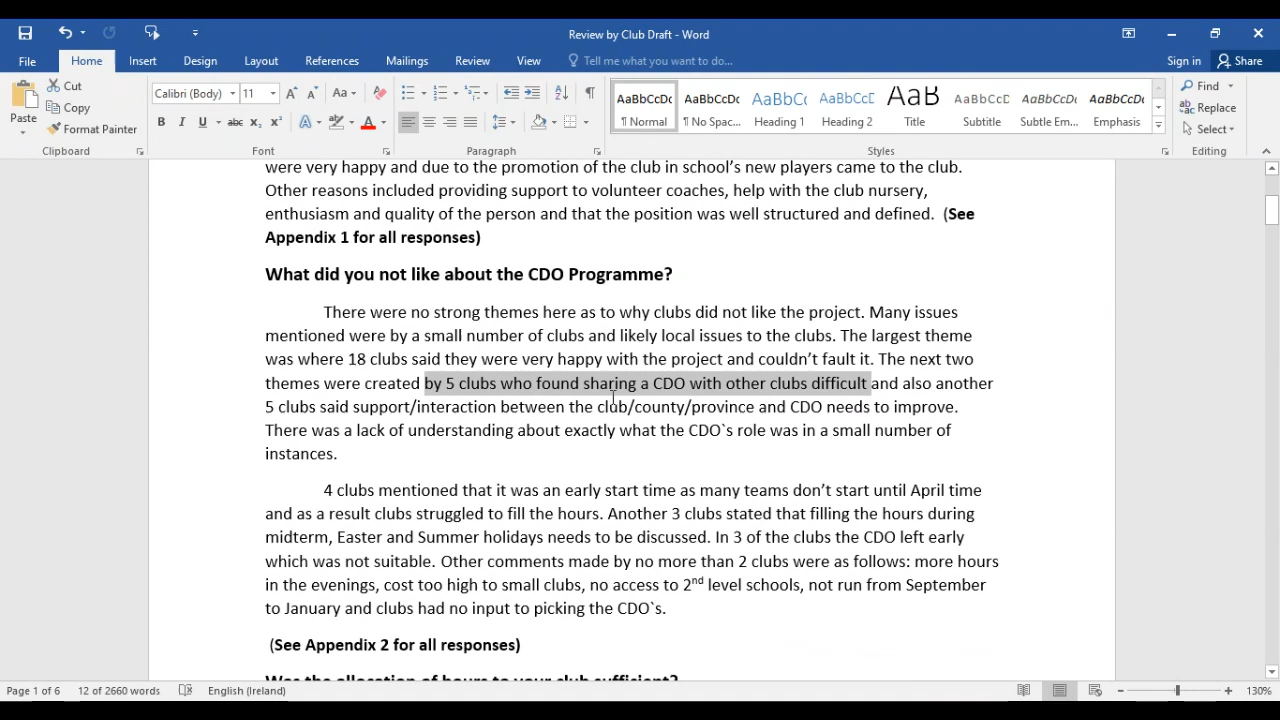 Review by Club Draft - Word
File Home Insert Design Layout References Mailings Review View Tell me what you want to do... Sign in Share
Paste Cut Copy Format Painter
Calibri (Body) 11
AaBbCcDc AaBbCcDc AaBbCc AaBbCcD AaB AaBbCcD AaBbCcDc AaBbCcDc
¶ Normal ¶ No Spac... Heading 1 Heading 2 Title Subtitle Subtle Em... Emphasis
Find Replace Select
Clipboard Font Paragraph Styles Editing
were very happy and due to the promotion of the club in school’s new players came to the club.
Other reasons included providing support to volunteer coaches, help with the club nursery,
enthusiasm and quality of the person and that the position was well structured and defined. (See
Appendix 1 for all responses)
What did you not like about the CDO Programme?
There were no strong themes here as to why clubs did not like the project. Many issues
mentioned were by a small number of clubs and likely local issues to the clubs. The largest theme
was where 18 clubs said they were very happy with the project and couldn’t fault it. The next two
themes were created by 5 clubs who found sharing a CDO with other clubs difficult and also another
5 clubs said support/interaction between the club/county/province and CDO needs to improve.
There was a lack of understanding about exactly what the CDO`s role was in a small number of
instances.
4 clubs mentioned that it was an early start time as many teams don’t start until April time
and as a result clubs struggled to fill the hours. Another 3 clubs stated that filling the hours during
midterm, Easter and Summer holidays needs to be discussed. In 3 of the clubs the CDO left early
which was not suitable. Other comments made by no more than 2 clubs were as follows: more hours
in the evenings, cost too high to small clubs, no access to 2nd level schools, not run from September
to January and clubs had no input to picking the CDO`s.
(See Appendix 2 for all responses)
Was the allocation of hours to your club sufficient?
Page 1 of 6 12 of 2660 words English (Ireland) 130%